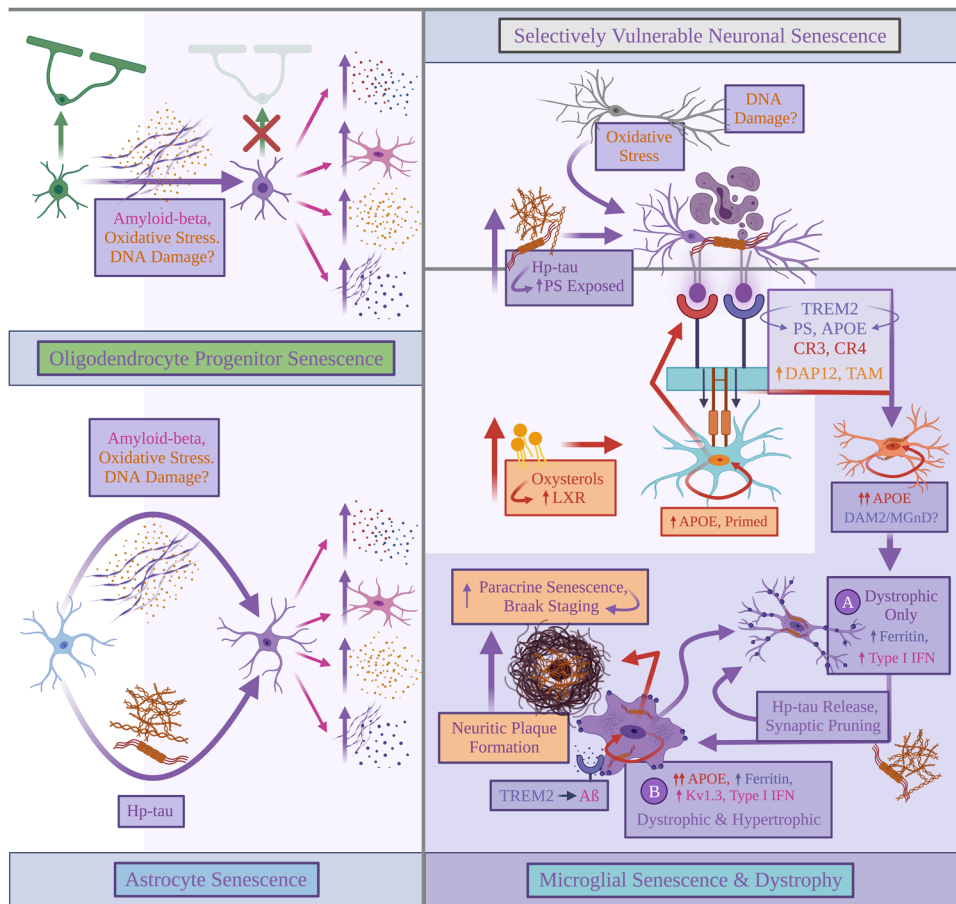 Selectively Vulnerable Neuronal Senescence
DNA
Damage?
Oxidative
Stress
Amyloid-beta,
Oxidative Stress.
DNA Damage?
Hp-tau
↑PS Exposed
Oligodendrocyte Progenitor Senescence
TREM2
PS, APOE
CR3, CR4
↑DAP12, TAM
Amyloid-beta,
Oxidative Stress.
DNA Damage?
Oxysterols
↑ LXR
↑APOE, Primed
↑↑ APOE
DAM2/MGnD?
↑ Paracrine Senescence,
Braak Staging
A Dystrophic
Only
↑ Ferritin,
↑ Type I IFN
Neuritic Plaque
Formation
Hp-tau Release,
Synaptic Pruning
TREM2 → Aß
B ↑↑ APOE, ↑ Ferritin,
↑ Kv1.3, Type I IFN
Dystrophic & Hypertrophic
Hp-tau
Astrocyte Senescence
Microglial Senescence & Dystrophy